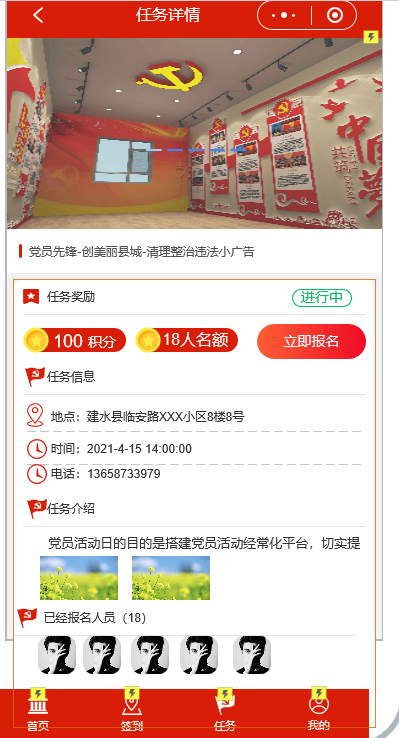 任务详情
党员先锋-创美丽县城-清理整治违法小广告
任务奖励
进行中
100 积分
18人名额
立即报名
任务信息
地点：建水县临安路XXX小区8楼8号
时间：2021-4-15 14:00:00
电话：13658733979
任务介绍
党员活动日的目的是搭建党员活动经常化平台，切实提
已经报名人员（18）
首页
签到
任务
我的